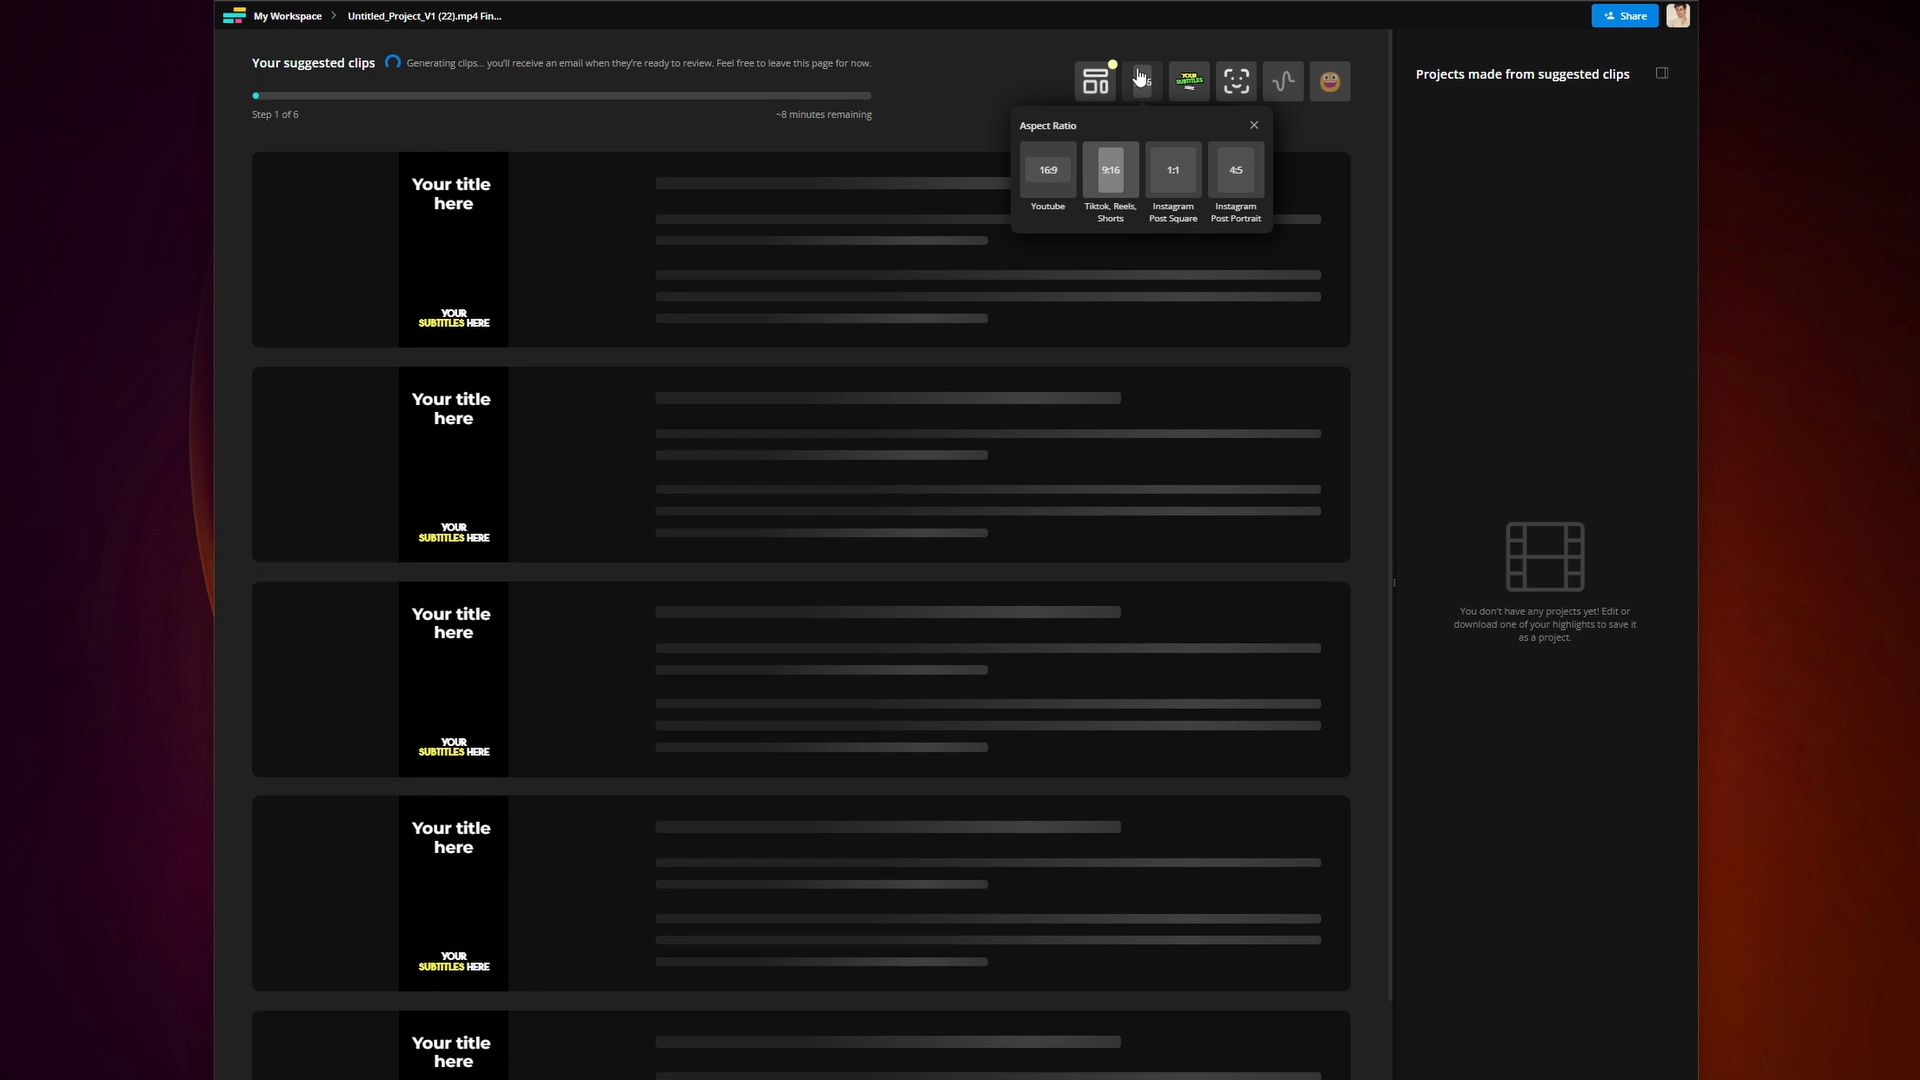 My Workspace
Untitled_Project_V1 (22).mp4 Fin...
Share
Your suggested clips
Generating clips... you'll receive an email when they're ready to review. Feel free to leave this page for now.
Step 1 of 6
~8 minutes remaining
YOUR
SUBTITLES
HERE
Projects made from suggested clips
Aspect Ratio
16:9
9:16
1:1
4:5
Youtube
Tiktok, Reels,
Shorts
Instagram
Post Square
Instagram
Post Portrait
Your title
here
YOUR
SUBTITLES HERE
Your title
here
YOUR
SUBTITLES HERE
Your title
here
YOUR
SUBTITLES HERE
Your title
here
YOUR
SUBTITLES HERE
Your title
here
You don't have any projects yet! Edit or
download one of your highlights to save it
as a project.